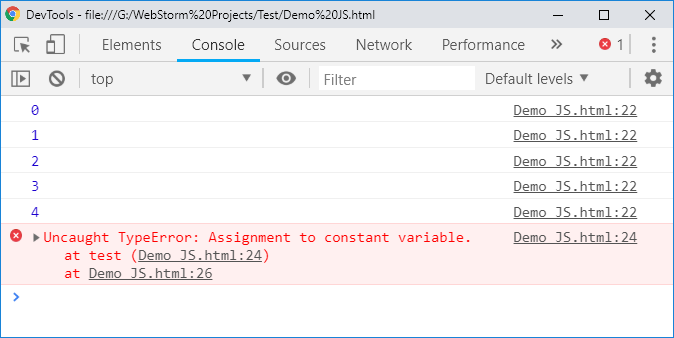 DevTools - file:///G:/WebStorm%20Projects/Test/Demo%20JS.html
Elements Console Sources Network Performance » 1
top Filter Default levels
0 Demo JS.html:22
1 Demo JS.html:22
2 Demo JS.html:22
3 Demo JS.html:22
4 Demo JS.html:22
Uncaught TypeError: Assignment to constant variable. Demo JS.html:24
at test (Demo JS.html:24)
at Demo JS.html:26